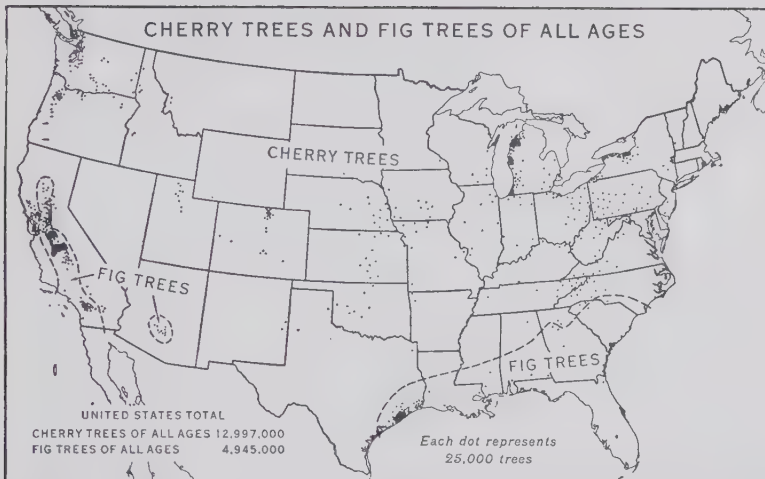 CHERRY TREES AND FIG TREES OF ALL AGES
CHERRY TREES
FIG TREES
FIG TREES
UNITED STATES TOTAL
CHERRY TREES OF ALL AGES 12,997,000
FIG TREES OF ALL AGES 4,945,000
Each dot represents
25,000 trees